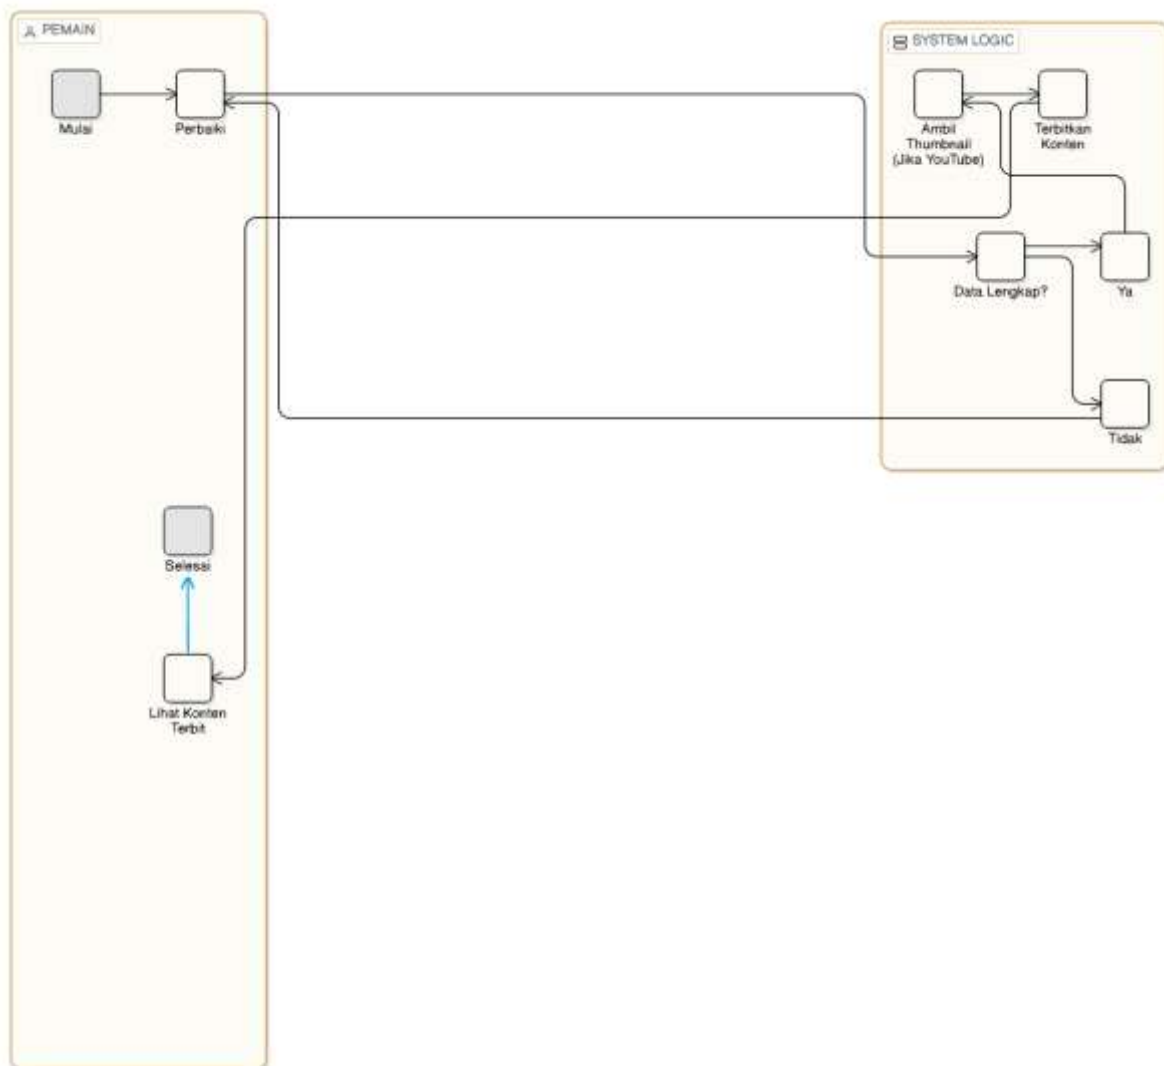 PEMAIN
SYSTEM LOGIC
Mulai
Perbaiki
Ambil
Thumbnail
(Jika YouTube)
Terbitkan
Konten
Data Lengkap?
Ya
Tidak
Selesai
Lihat Konten
Terbit